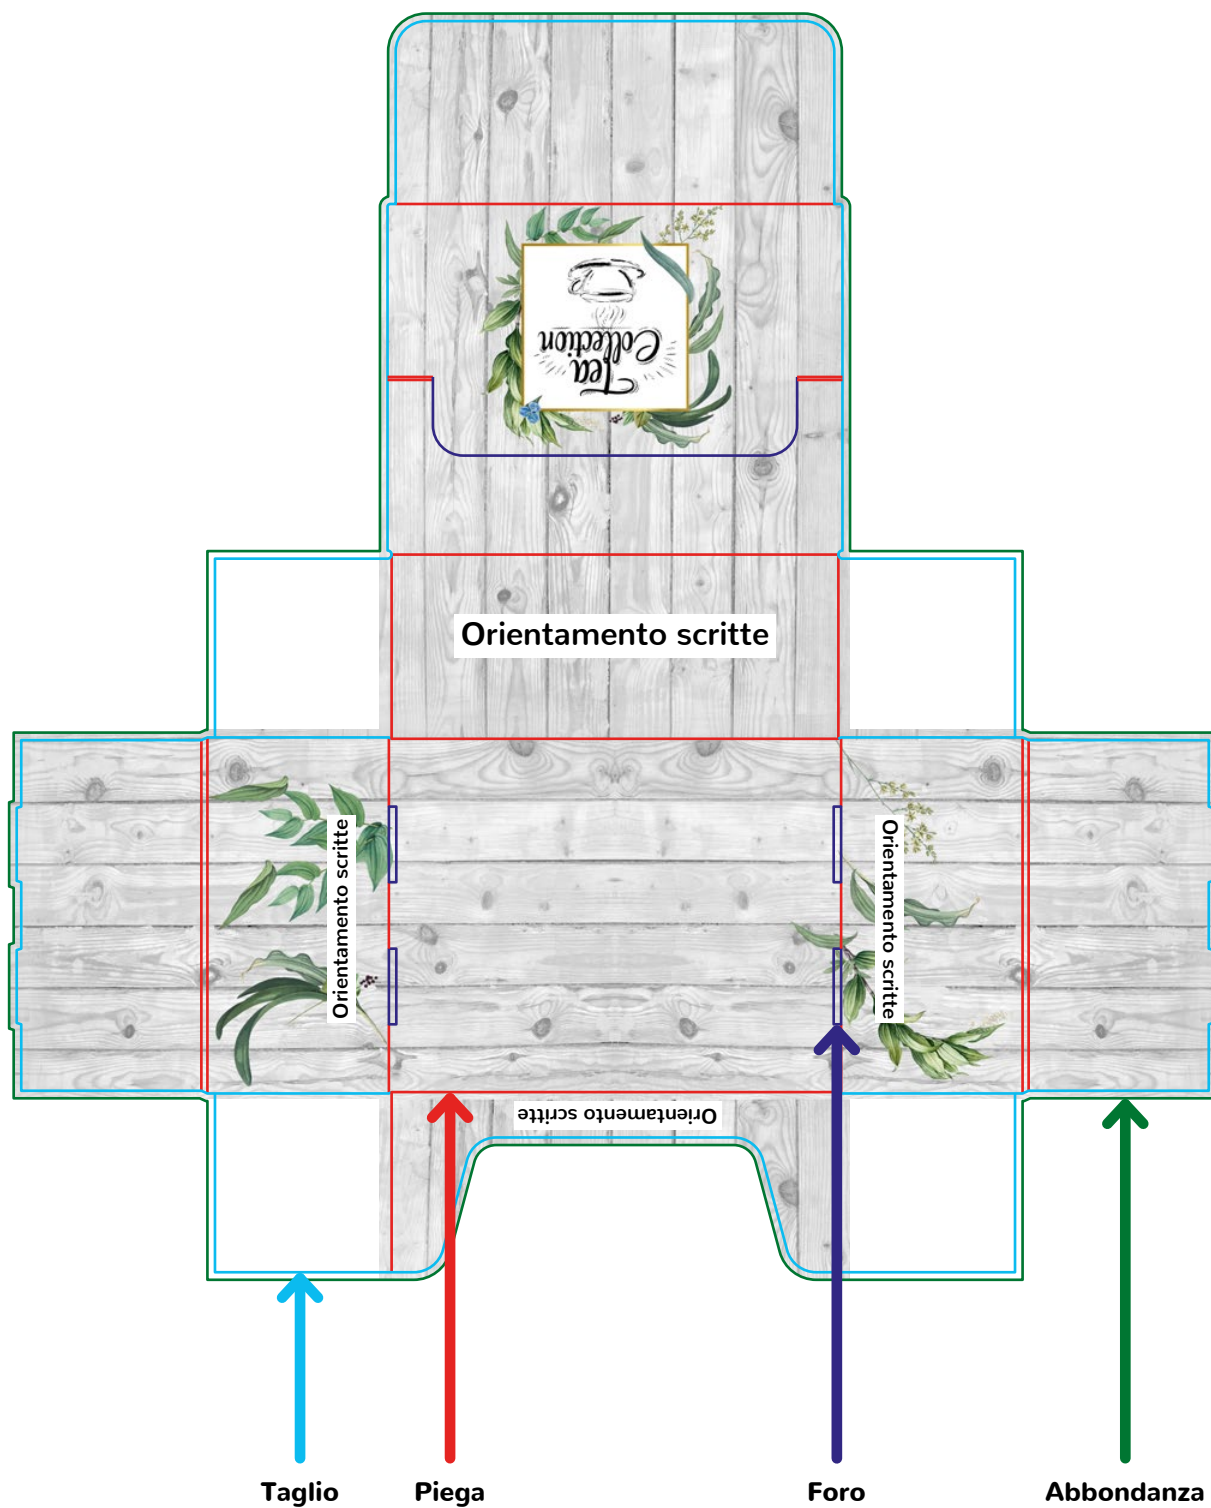 Tea
Collection
Orientamento scritte
Orientamento scritte
Orientamento scritte
Orientamento scritte
Taglio
Piega
Foro
Abbondanza